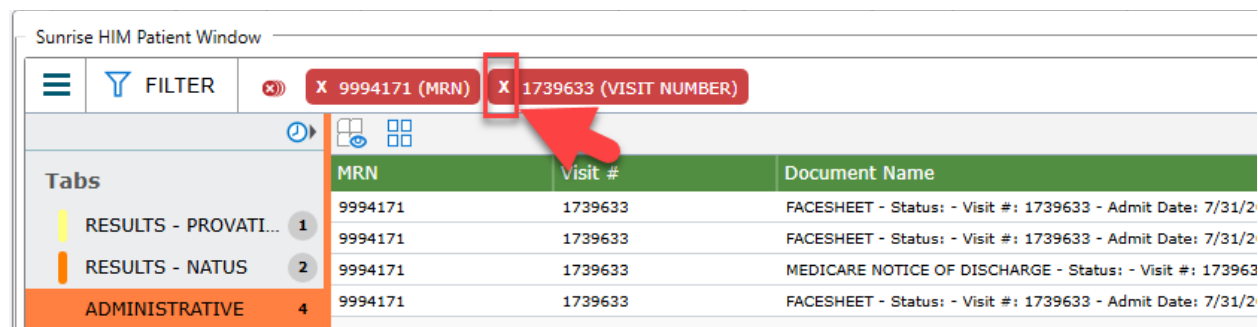 Sunrise HIM Patient Window
FILTER X 9994171 (MRN) X 1739633 (VISIT NUMBER)
Tabs
RESULTS - PROVATI... 1
RESULTS - NATUS 2
ADMINISTRATIVE 4
MRN Visit # Document Name
9994171 1739633 FACESHEET - Status: - Visit #: 1739633 - Admit Date: 7/31/2
9994171 1739633 FACESHEET - Status: - Visit #: 1739633 - Admit Date: 7/31/2
9994171 1739633 MEDICARE NOTICE OF DISCHARGE - Status: - Visit #: 173963
9994171 1739633 FACESHEET - Status: - Visit #: 1739633 - Admit Date: 7/31/2